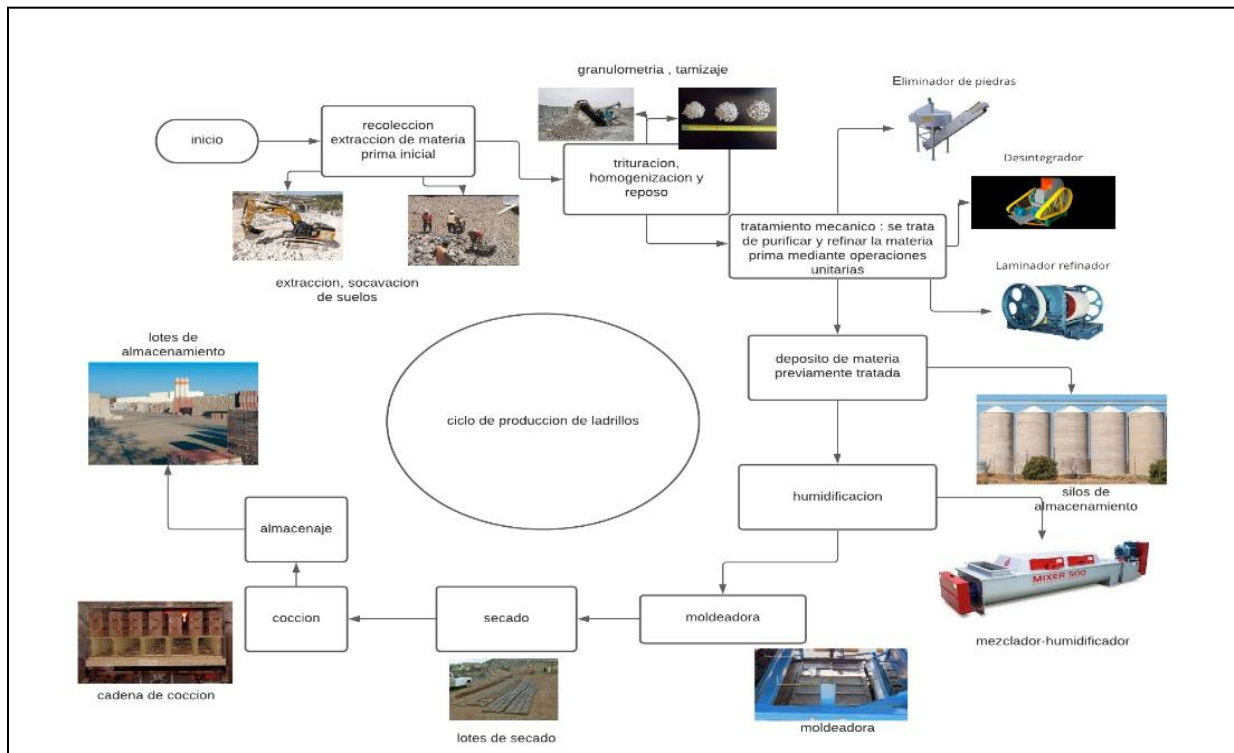 granulometria , tamizaje
Eliminador de piedras
inicio
recoleccion
extraccion de materia
prima inicial
Desintegrador
trituracion,
homogenizacion y
reposo
tratamiento mecanico : se trata
de purificar y refinar la materia
prima mediante operaciones
unitarias
Laminador refinador
extraccion, socavacion
de suelos
lotes de
almacenamiento
deposito de materia
previamente tratada
ciclo de produccion de ladrillos
silos de
almacenamiento
humidificacion
almacenaje
MIXER 500
mezclador-humidificador
coccion
secado
moldeadora
cadena de coccion
lotes de secado
moldeadora